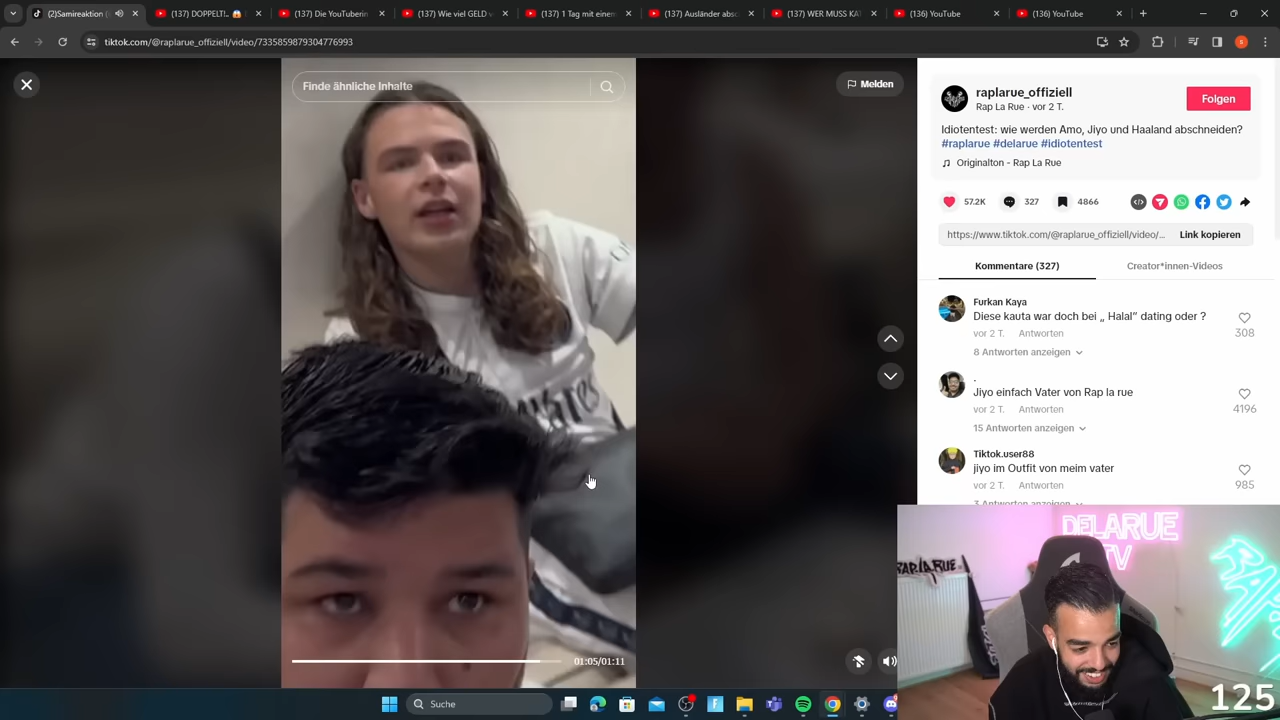 (2)Samireaktion
(137) DOPPELT!..
(137) Die YouTuberin
(137) Wie viel GELD
(137) 1 Tag mit einem
(137) Ausländer abs
(137) WER MUSS KA
(136) YouTube
(136) YouTube
tiktok.com/@raplarue_offiziell/video/7335859879304776993
Finde ähnliche Inhalte
Melden
raplarue_offiziell
Rap La Rue · vor 2 T.
Folgen
Idiotentest: wie werden Amo, Jiyo und Haaland abschneiden?
#raplarue #delarue #idiotentest
Originalton - Rap La Rue
57.2K
327
4866
https://www.tiktok.com/@raplarue_offiziell/video/...
Link kopieren
Kommentare (327)
Creator*innen-Videos
Furkan Kaya
Diese kauta war doch bei „ Halal“ dating oder ?
308
vor 2 T. Antworten
8 Antworten anzeigen
.
Jiyo einfach Vater von Rap la rue
4196
vor 2 T. Antworten
15 Antworten anzeigen
Tiktok.user88
jiyo im Outfit von meim vater
985
vor 2 T. Antworten
3 Antworten anzeigen
DELARUE
TV
RAPLARUE
01:05/01:11
Suche
125